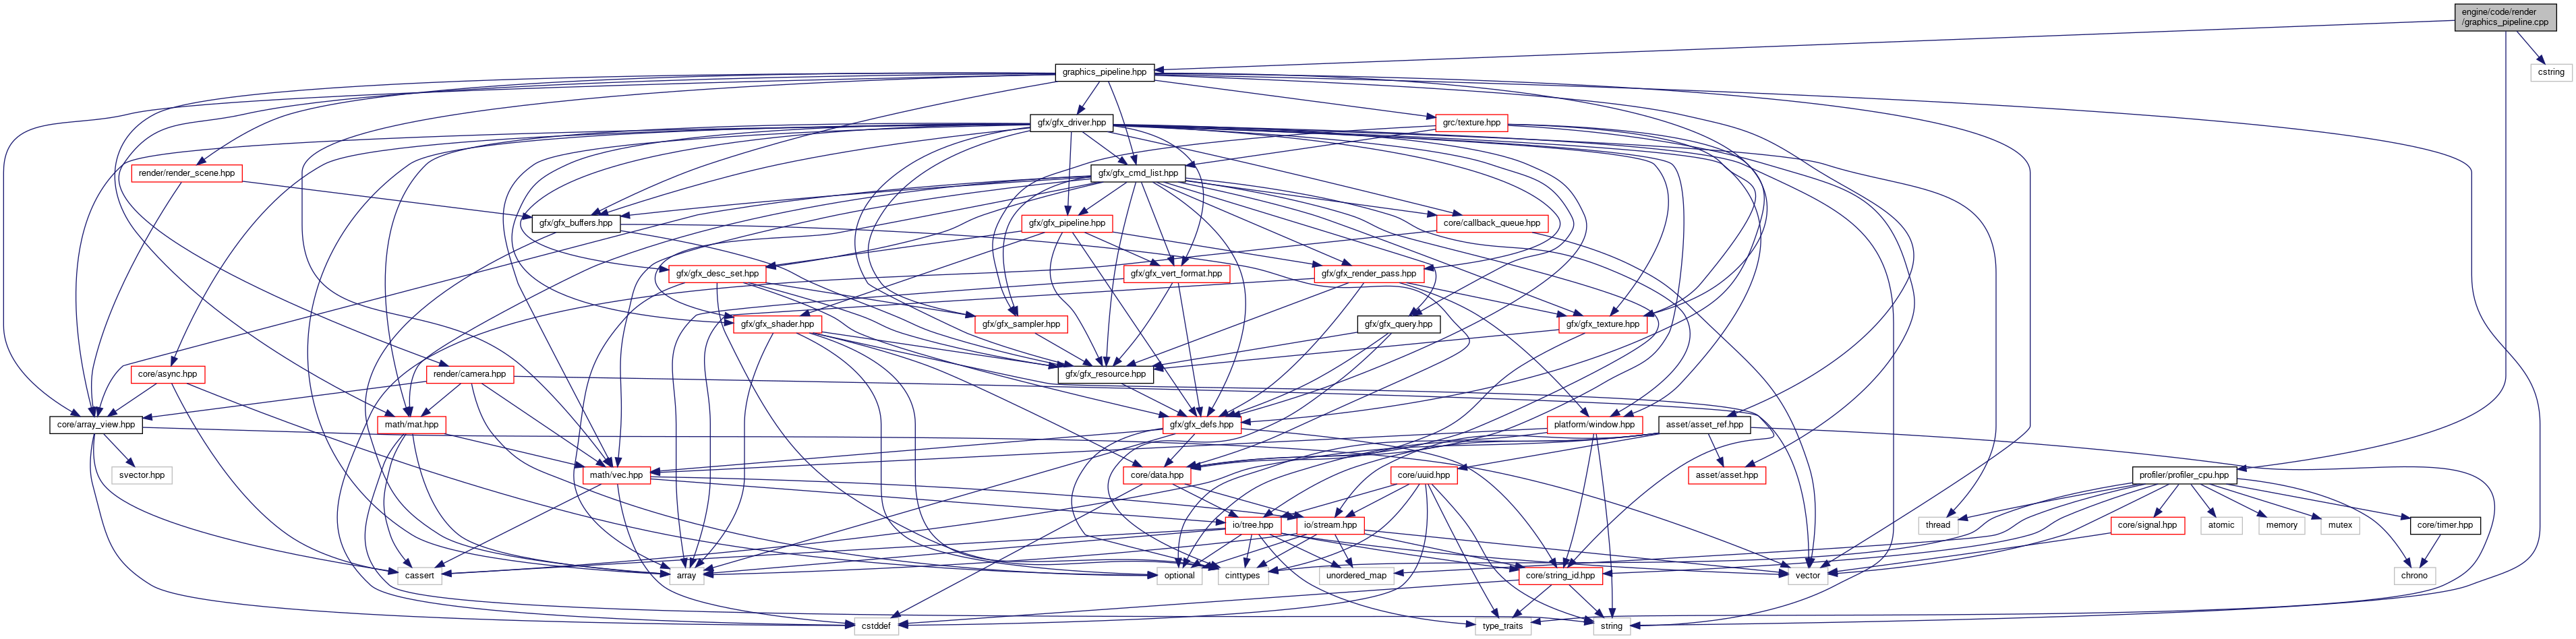 engine/code/render
/graphics_pipeline.cpp
graphics_pipeline.hpp
cstring
gfx/gfx_driver.hpp
grc/texture.hpp
render/render_scene.hpp
gfx/gfx_cmd_list.hpp
gfx/gfx_buffers.hpp
gfx/gfx_pipeline.hpp
core/callback_queue.hpp
gfx/gfx_desc_set.hpp
gfx/gfx_vert_format.hpp
gfx/gfx_render_pass.hpp
gfx/gfx_shader.hpp
gfx/gfx_sampler.hpp
gfx/gfx_query.hpp
gfx/gfx_texture.hpp
core/async.hpp
render/camera.hpp
gfx/gfx_resource.hpp
core/array_view.hpp
math/mat.hpp
gfx/gfx_defs.hpp
platform/window.hpp
asset/asset_ref.hpp
svector.hpp
math/vec.hpp
core/data.hpp
core/uuid.hpp
asset/asset.hpp
profiler/profiler_cpu.hpp
io/tree.hpp
io/stream.hpp
thread
core/signal.hpp
atomic
memory
mutex
core/timer.hpp
cassert
array
optional
cinttypes
unordered_map
core/string_id.hpp
vector
chrono
cstddef
type_traits
string